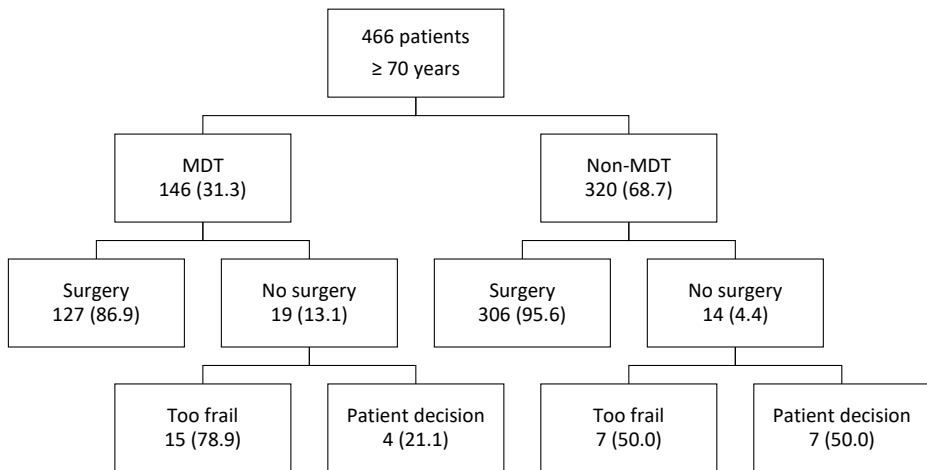 466 patients
≥ 70 years
MDT
146 (31.3)
Non-MDT
320 (68.7)
Surgery
127 (86.9)
No surgery
19 (13.1)
Surgery
306 (95.6)
No surgery
14 (4.4)
Too frail
15 (78.9)
Patient decision
4 (21.1)
Too frail
7 (50.0)
Patient decision
7 (50.0)